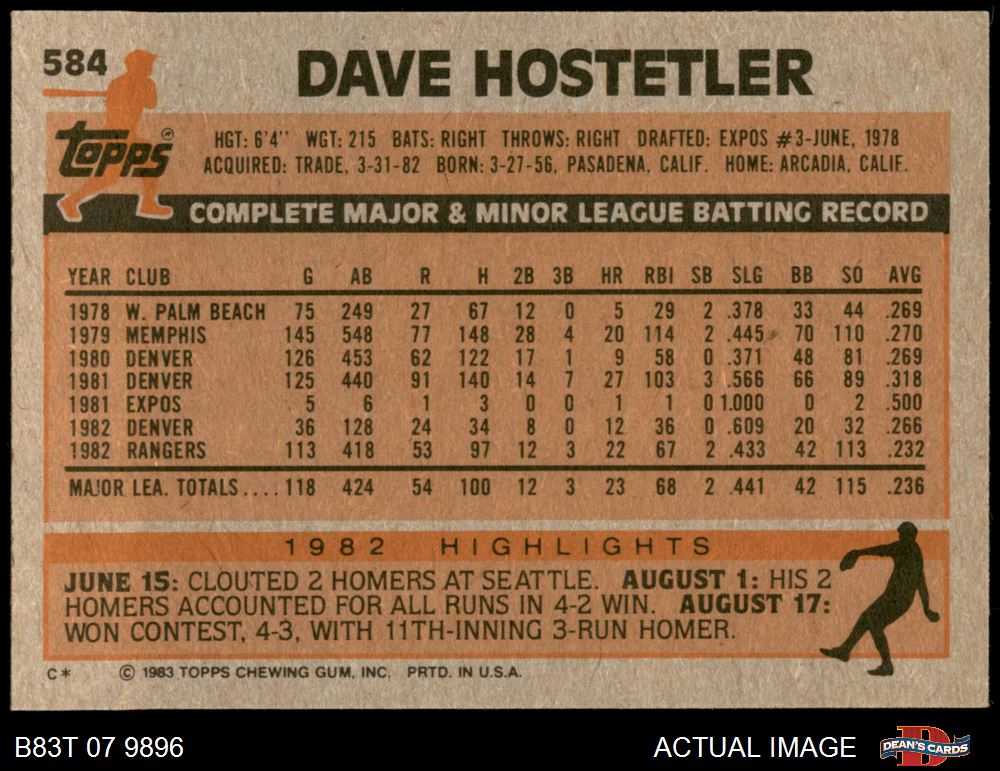 584
DAVE HOSTETLER
Topps ®
HGT: 6'4'' WGT: 215 BATS: RIGHT THROWS: RIGHT DRAFTED: EXPOS #3-JUNE, 1978
ACQUIRED: TRADE, 3-31-82 BORN: 3-27-56, PASADENA, CALIF. HOME: ARCADIA, CALIF.
COMPLETE MAJOR & MINOR LEAGUE BATTING RECORD
YEAR CLUB G AB R H 2B 3B HR RBI SB SLG BB SO AVG
1978 W. PALM BEACH 75 249 27 67 12 0 5 29 2 .378 33 44 .269
1979 MEMPHIS 145 548 77 148 28 4 20 114 2 .445 70 110 .270
1980 DENVER 126 453 62 122 17 1 9 58 0 .371 48 81 .269
1981 DENVER 125 440 91 140 14 7 27 103 3 .566 66 89 .318
1981 EXPOS 5 6 1 3 0 0 1 1 0 1.000 0 2 .500
1982 DENVER 36 128 24 34 8 0 12 36 0 .609 20 32 .266
1982 RANGERS 113 418 53 97 12 3 22 67 2 .433 42 113 .232
MAJOR LEA. TOTALS.... 118 424 54 100 12 3 23 68 2 .441 42 115 .236
1982 HIGHLIGHTS
JUNE 15: CLOUTED 2 HOMERS AT SEATTLE. AUGUST 1: HIS 2
HOMERS ACCOUNTED FOR ALL RUNS IN 4-2 WIN. AUGUST 17:
WON CONTEST, 4-3, WITH 11TH-INNING 3-RUN HOMER.
C* © 1983 TOPPS CHEWING GUM, INC. PRTD. IN U.S.A.
B83T 07 9896
ACTUAL IMAGE
DEAN'S CARDS